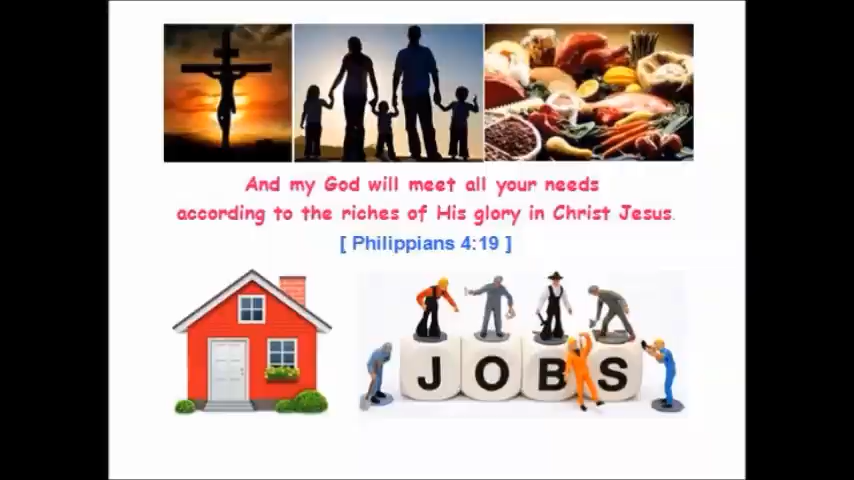 And my God will meet all your needs
according to the riches of His glory in Christ Jesus.
[ Philippians 4:19 ]
JOBS